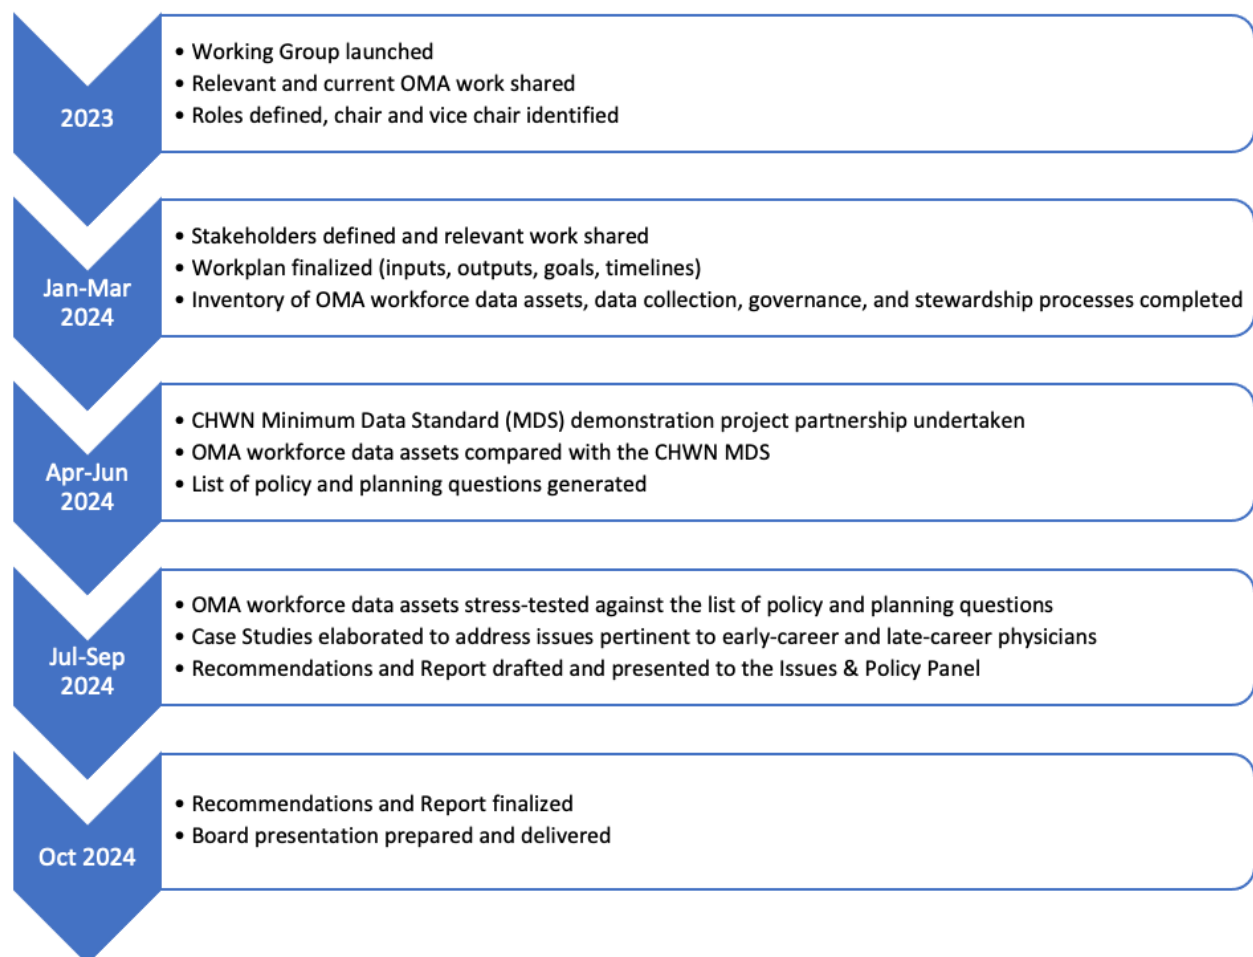 2023
• Working Group launched
• Relevant and current OMA work shared
• Roles defined, chair and vice chair identified
Jan-Mar
2024
• Stakeholders defined and relevant work shared
• Workplan finalized (inputs, outputs, goals, timelines)
• Inventory of OMA workforce data assets, data collection, governance, and stewardship processes completed
Apr-Jun
2024
• CHWN Minimum Data Standard (MDS) demonstration project partnership undertaken
• OMA workforce data assets compared with the CHWN MDS
• List of policy and planning questions generated
Jul-Sep
2024
• OMA workforce data assets stress-tested against the list of policy and planning questions
• Case Studies elaborated to address issues pertinent to early-career and late-career physicians
• Recommendations and Report drafted and presented to the Issues & Policy Panel
Oct 2024
• Recommendations and Report finalized
• Board presentation prepared and delivered